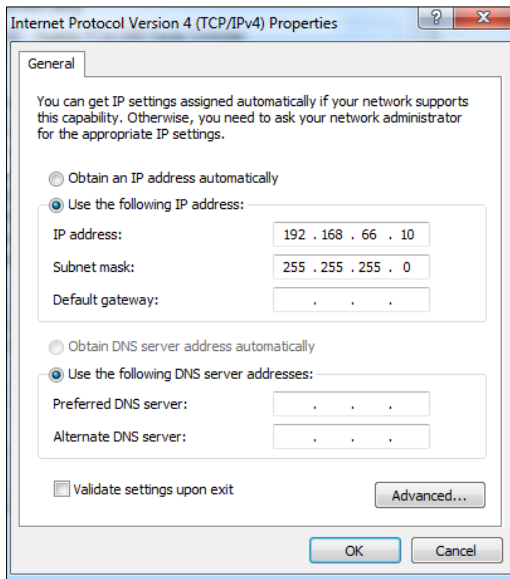 Internet Protocol Version 4 (TCP/IPv4) Properties
General
You can get IP settings assigned automatically if your network supports
this capability. Otherwise, you need to ask your network administrator
for the appropriate IP settings.
Obtain an IP address automatically
Use the following IP address:
IP address: 192 . 168 . 66 . 10
Subnet mask: 255 . 255 . 255 . 0
Default gateway: . . .
Obtain DNS server address automatically
Use the following DNS server addresses:
Preferred DNS server: . . .
Alternate DNS server: . . .
Validate settings upon exit
Advanced...
OK Cancel